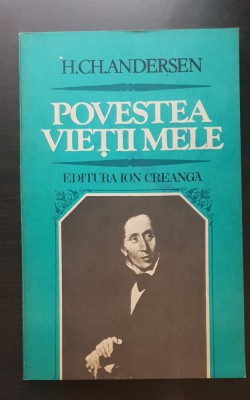 H.CH.ANDERSEN
POVESTEA
VIEȚII MELE
EDITURA ION CREANGA